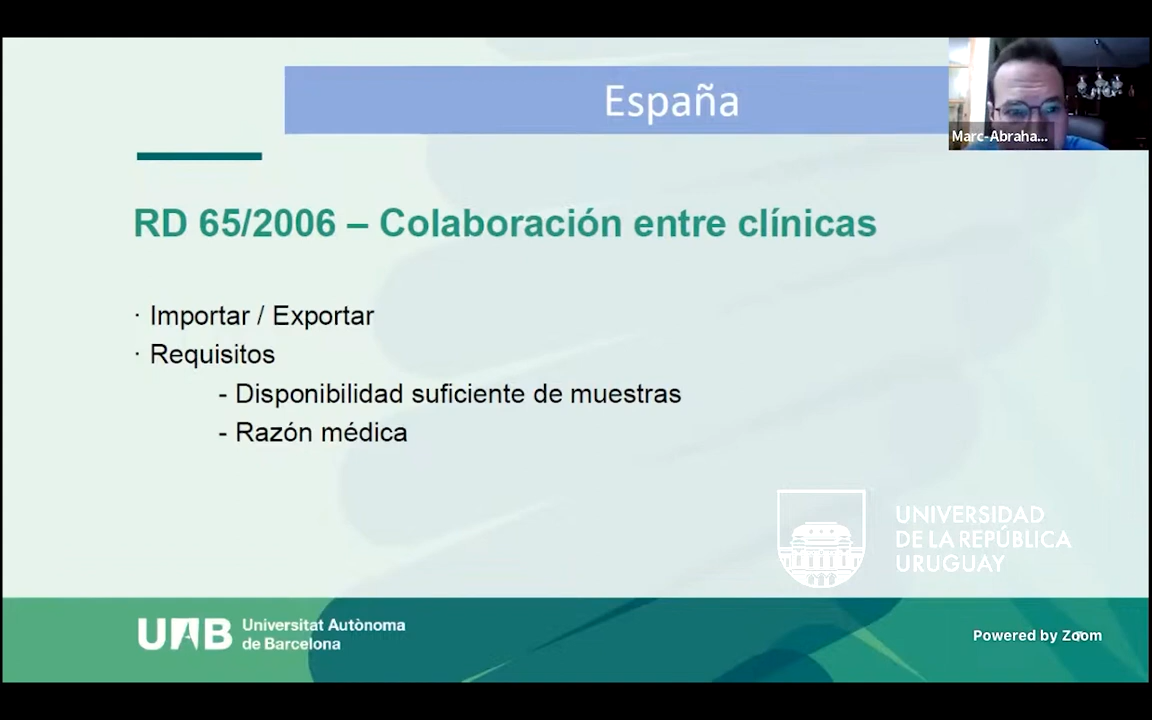 España
Marc-Abraha...
RD 65/2006 – Colaboración entre clínicas
· Importar / Exportar
· Requisitos
- Disponibilidad suficiente de muestras
- Razón médica
UNIVERSIDAD
DE LA REPÚBLICA
URUGUAY
UAB Universitat Autònoma
de Barcelona
Powered by Zoom